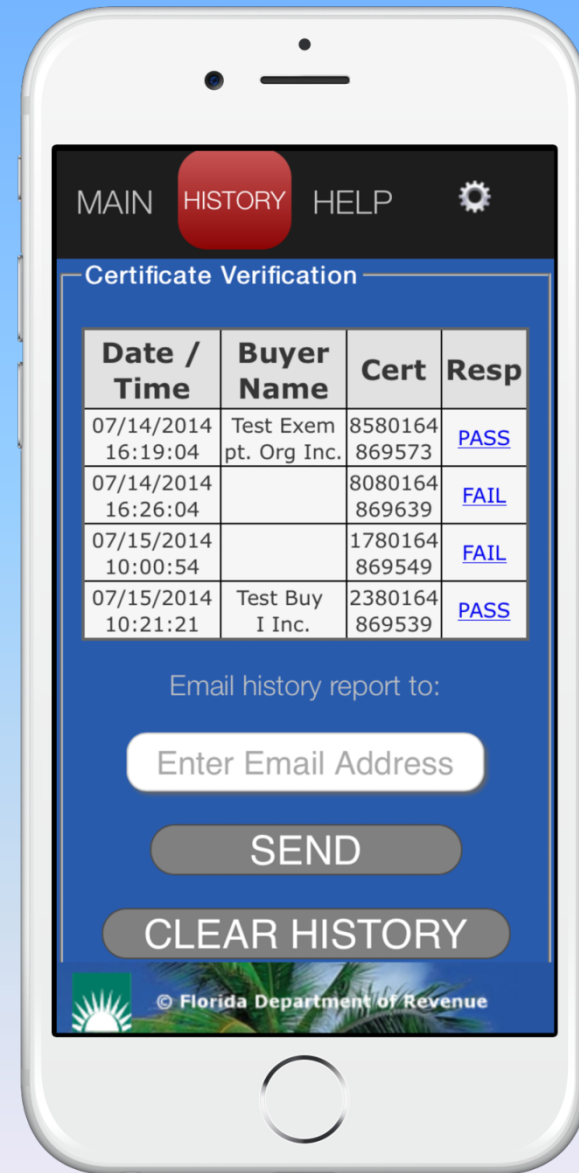 MAIN HISTORY HELP
Certificate Verification
Date / Time Buyer Name Cert Resp
07/14/2014 Test Exem 8580164 PASS
16:19:04 pt. Org Inc. 869573
07/14/2014 8080164 FAIL
16:26:04 869639
07/15/2014 1780164 FAIL
10:00:54 869549
07/15/2014 Test Buy 2380164 PASS
10:21:21 I Inc. 869539
Email history report to:
Enter Email Address
SEND
CLEAR HISTORY
© Florida Department of Revenue